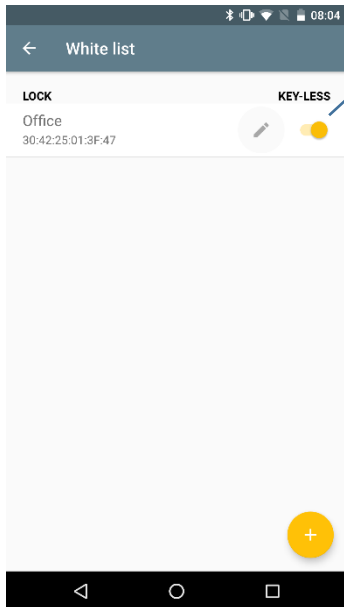 08:04
White list
LOCK KEY-LESS
Office
30:42:25:01:3F:47